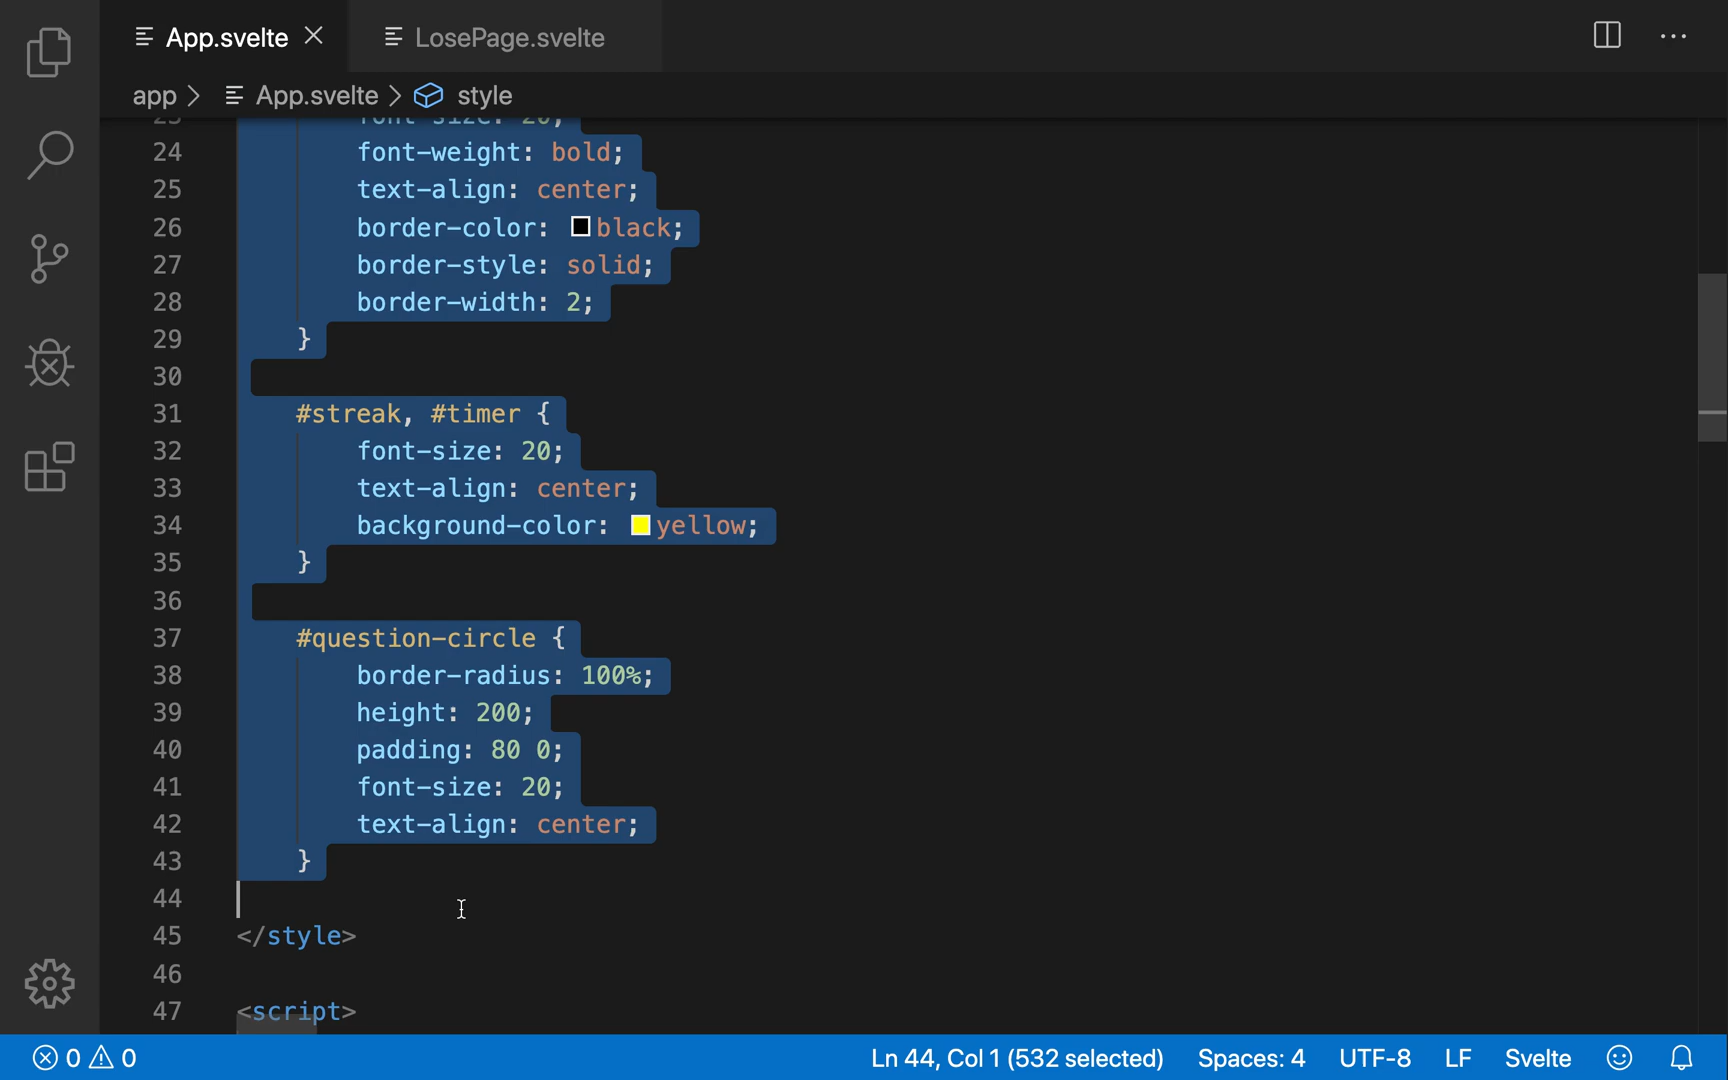 App.svelte
LosePage.svelte
app > App.svelte > style
23 font-size: 20;
24 font-weight: bold;
25 text-align: center;
26 border-color: black;
27 border-style: solid;
28 border-width: 2;
29 }
30
31 #streak, #timer {
32 font-size: 20;
33 text-align: center;
34 background-color: yellow;
35 }
36
37 #question-circle {
38 border-radius: 100%;
39 height: 200;
40 padding: 80 0;
41 font-size: 20;
42 text-align: center;
43 }
44
45 </style>
46
47 <script>
0 0 Ln 44, Col 1 (532 selected) Spaces: 4 UTF-8 LF Svelte